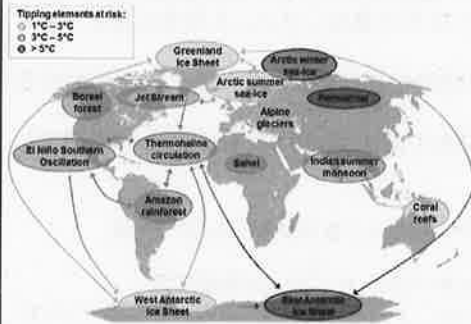 Tipping elements at risk:
1°C – 3°C
3°C – 5°C
> 5°C
Greenland
Ice Sheet
Arctic winter
sea-ice
Arctic summer
sea-ice
Boreal
forest
Jet Stream
Permafrost
Alpine
glaciers
El Niño Southern
Oscillation
Thermohaline
circulation
Sahel
Indian summer
monsoon
Amazon
rainforest
Coral
reefs
West Antarctic
Ice Sheet
East Antarctic
Ice Sheet